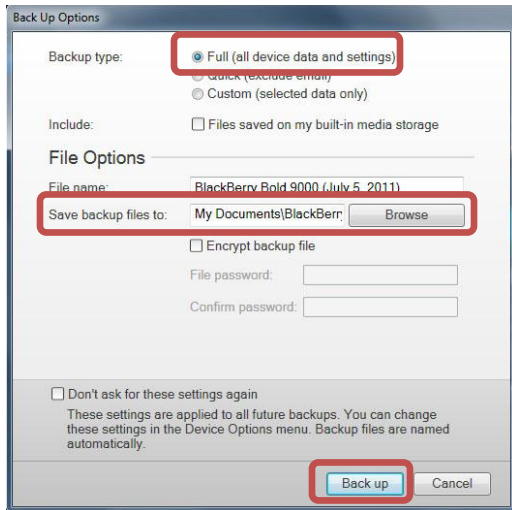 Back Up Options
Backup type: Full (all device data and settings)
Quick (exclude email)
Custom (selected data only)
Include: Files saved on my built-in media storage
File Options
File name: BlackBerry Bold 9000 (July 5, 2011)
Save backup files to: My Documents\BlackBerr Browse
Encrypt backup file
File password:
Confirm password:
Don't ask for these settings again
These settings are applied to all future backups. You can change
these settings in the Device Options menu. Backup files are named
automatically.
Back up Cancel